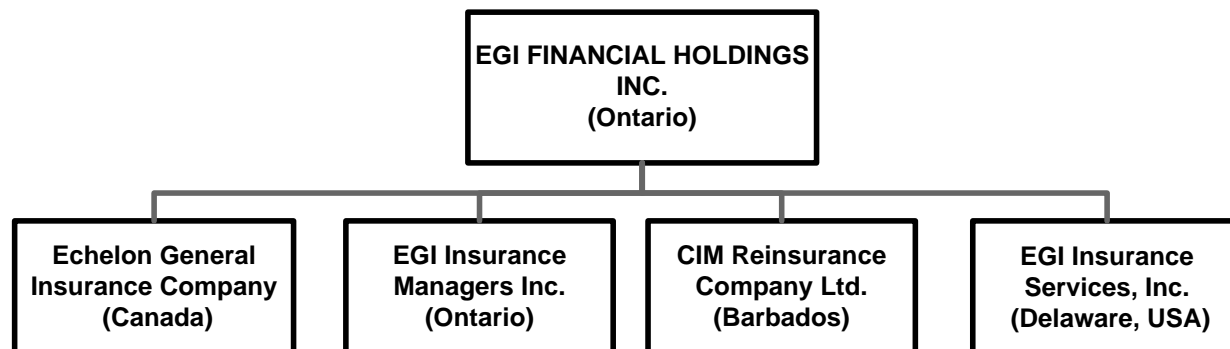 EGI FINANCIAL HOLDINGS
INC.
(Ontario)
Echelon General
Insurance Company
(Canada)
EGI Insurance
Managers Inc.
(Ontario)
CIM Reinsurance
Company Ltd.
(Barbados)
EGI Insurance
Services, Inc.
(Delaware, USA)